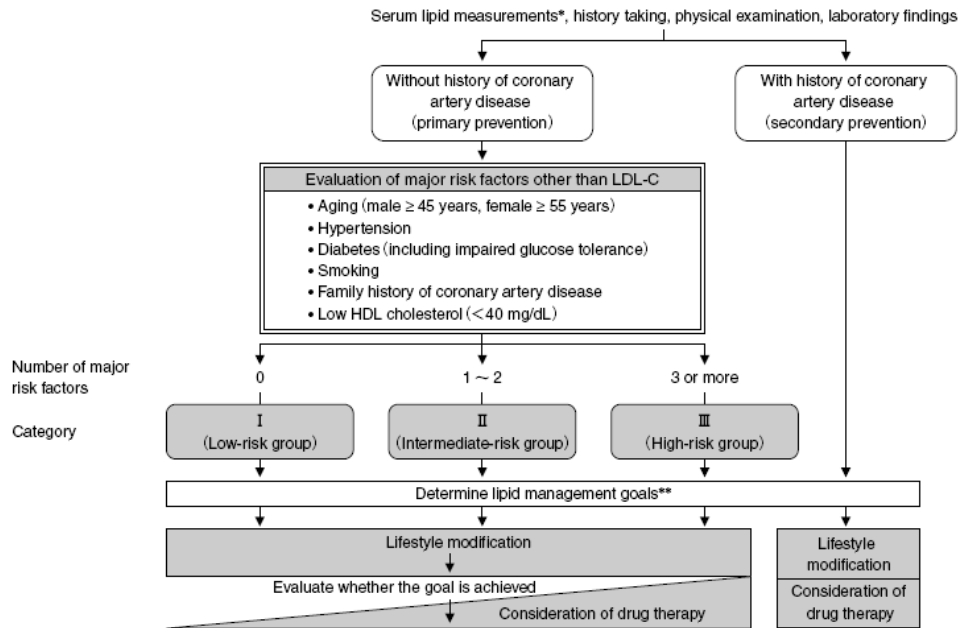 Serum lipid measurements*, history taking, physical examination, laboratory findings
Without history of coronary
artery disease
(primary prevention)
With history of coronary
artery disease
(secondary prevention)
Evaluation of major risk factors other than LDL-C
• Aging (male ≥ 45 years, female ≥ 55 years)
• Hypertension
• Diabetes (including impaired glucose tolerance)
• Smoking
• Family history of coronary artery disease
• Low HDL cholesterol (<40 mg/dL)
Number of major
risk factors
0
1 ~ 2
3 or more
Category
Ⅰ
(Low-risk group)
Ⅱ
(Intermediate-risk group)
Ⅲ
(High-risk group)
Determine lipid management goals**
Lifestyle modification
Evaluate whether the goal is achieved
Consideration of drug therapy
Lifestyle
modification
Consideration of
drug therapy